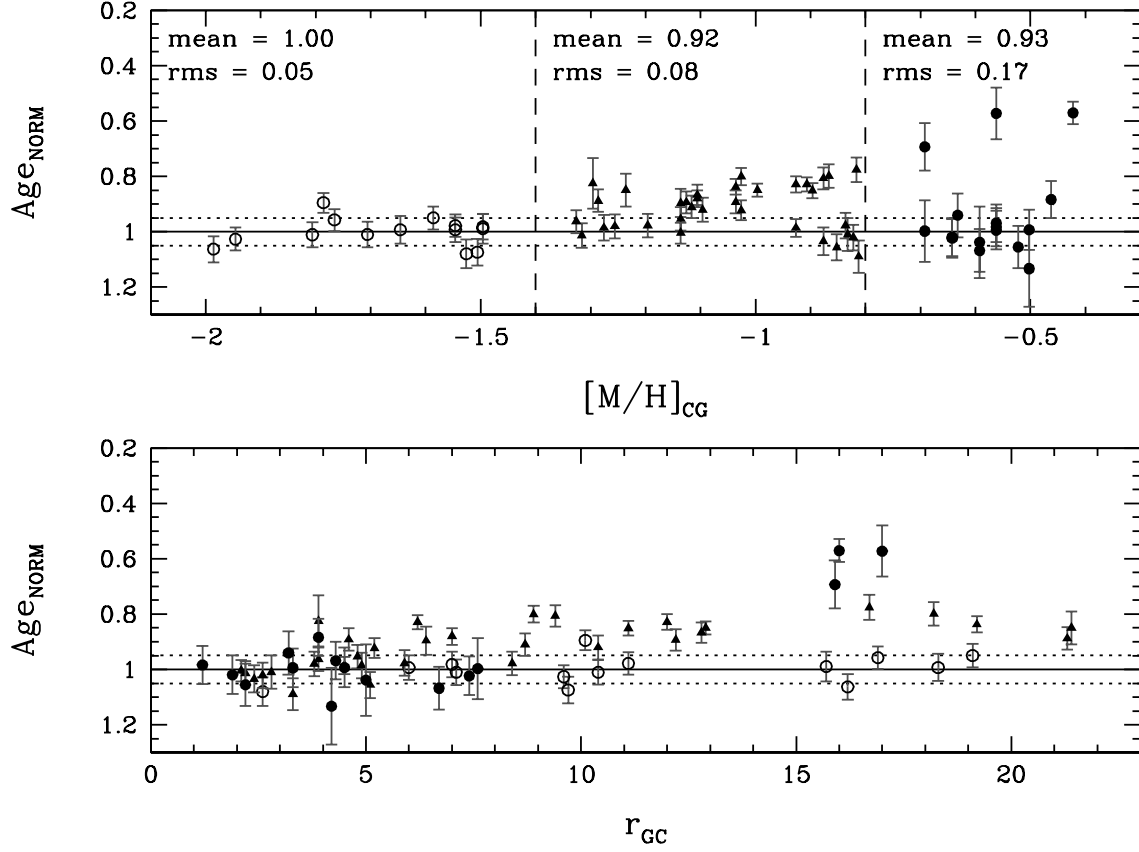 0.2
mean = 1.00
mean = 0.92
mean = 0.93
rms = 0.05
rms = 0.08
rms = 0.17
0.4
0.6
0.8
1
1.2
Age_NORM
−2
−1.5
−1
−0.5
[M/H]_CG
0.2
0.4
0.6
0.8
1
1.2
Age_NORM
0
5
10
15
20
r_GC